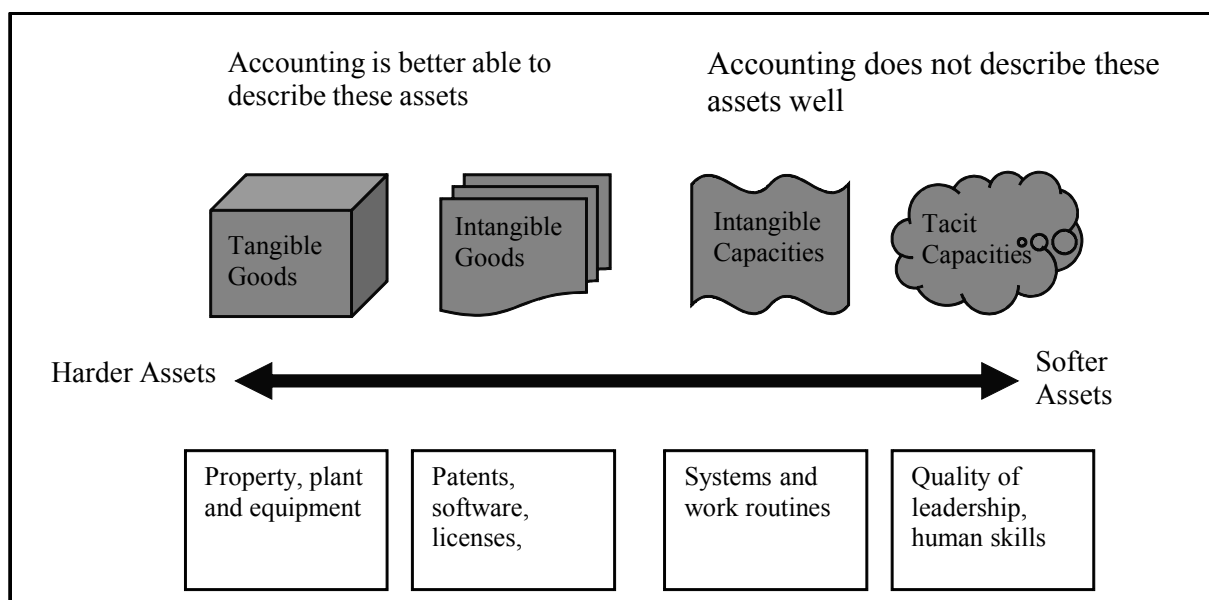 Accounting is better able to
describe these assets
Accounting does not describe these
assets well
Tangible
Goods
Intangible
Goods
Intangible
Capacities
Tacit
Capacities
Harder Assets
Softer
Assets
Property, plant
and equipment
Patents,
software,
licenses,
Systems and
work routines
Quality of
leadership,
human skills